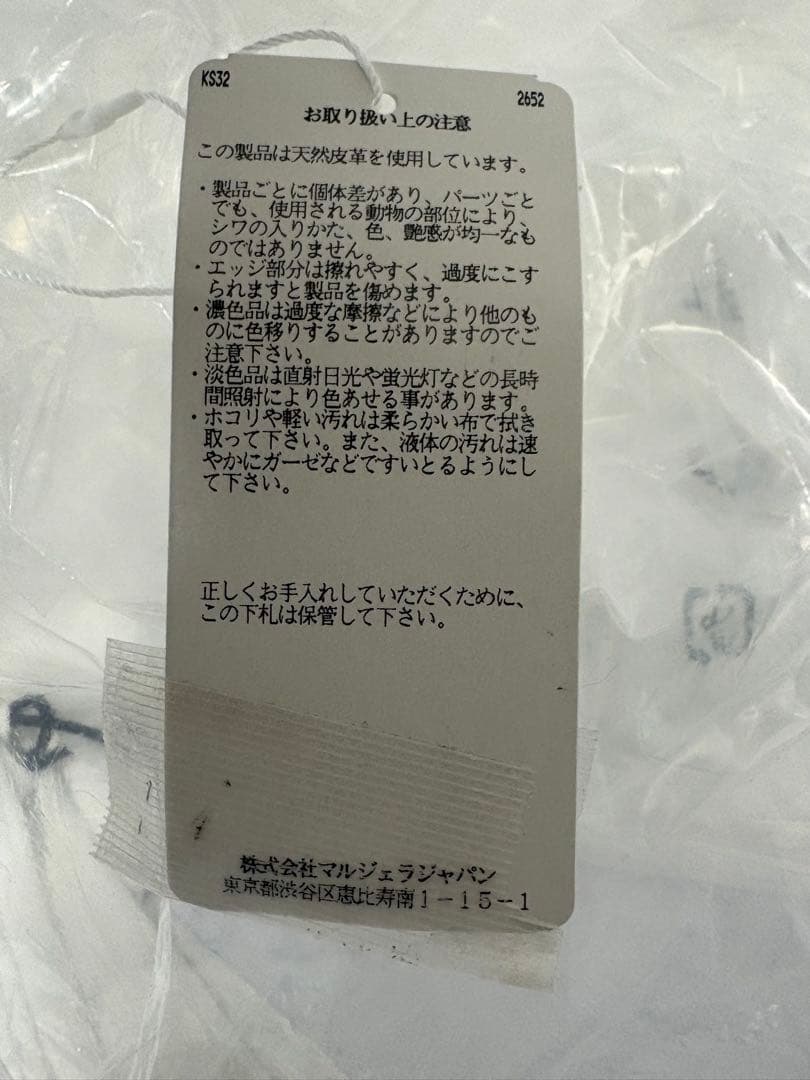 KS32
2652
お取り扱い上の注意
この製品は天然皮革を使用しています。
・製品ごとに個体差があり、パーツごと
でも、使用される動物の部位により、
シワの入りかた、色、艶感が均一なも
のではありません。
・エッジ部分は擦れやすく、過度にこす
られますと製品を傷めます。
・濃色品は過度な摩擦などにより他のも
のに色移りすることがありますのでご
注意下さい。
・淡色品は直射日光や蛍光灯などの長時
間照射により色あせる事があります。
・ホコリや軽い汚れは柔らかい布で拭き
取って下さい。また、液体の汚れは速
やかにガーゼなどですいとるようにし
て下さい。
正しくお手入れしていただくために、
この下札は保管して下さい。
株式会社マルジェラジャパン
東京都渋谷区恵比寿南1-15-1